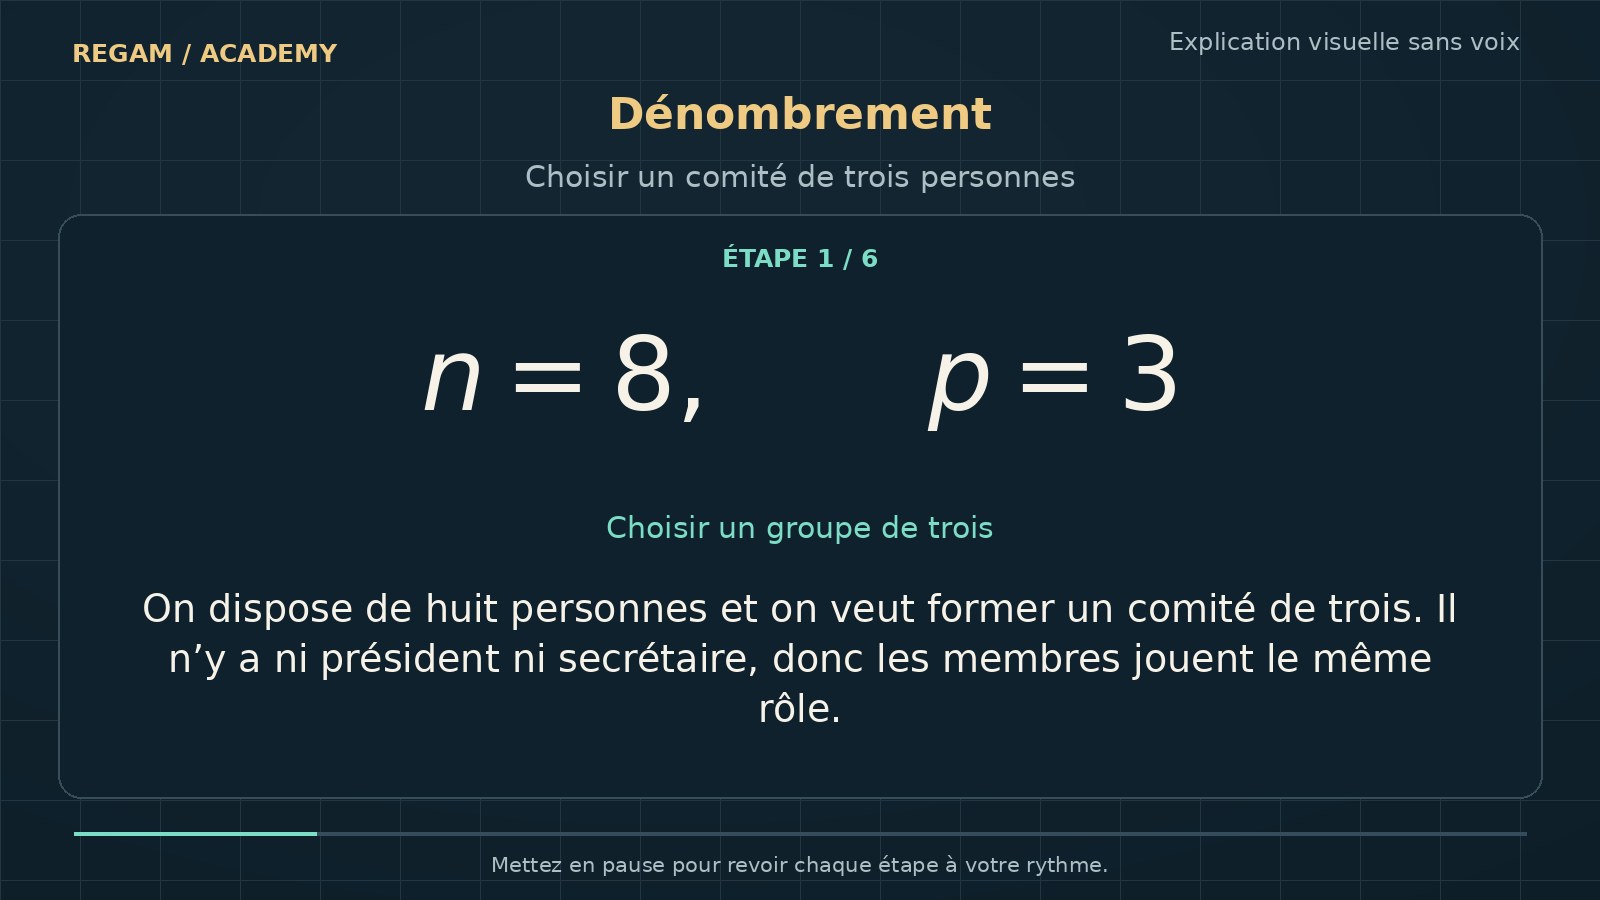 REGAM / ACADEMY
Explication visuelle sans voix
Dénombrement
Choisir un comité de trois personnes
ÉTAPE 1 / 6
n = 8, p = 3
Choisir un groupe de trois
On dispose de huit personnes et on veut former un comité de trois. Il
n’y a ni président ni secrétaire, donc les membres jouent le même
rôle.
Mettez en pause pour revoir chaque étape à votre rythme.